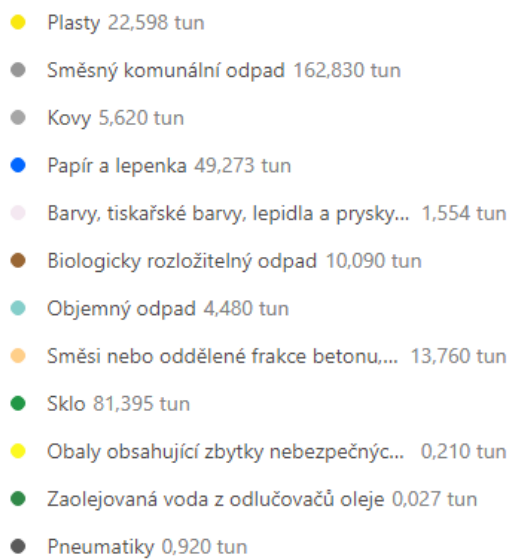 Plasty 22,598 tun
Směsný komunální odpad 162,830 tun
Kovy 5,620 tun
Papír a lepenka 49,273 tun
Barvy, tiskařské barvy, lepidla a prysky... 1,554 tun
Biologicky rozložitelný odpad 10,090 tun
Objemný odpad 4,480 tun
Směsi nebo oddělené frakce betonu,... 13,760 tun
Sklo 81,395 tun
Obaly obsahující zbytky nebezpečnýc... 0,210 tun
Zaolejovaná voda z odlučovačů oleje 0,027 tun
Pneumatiky 0,920 tun